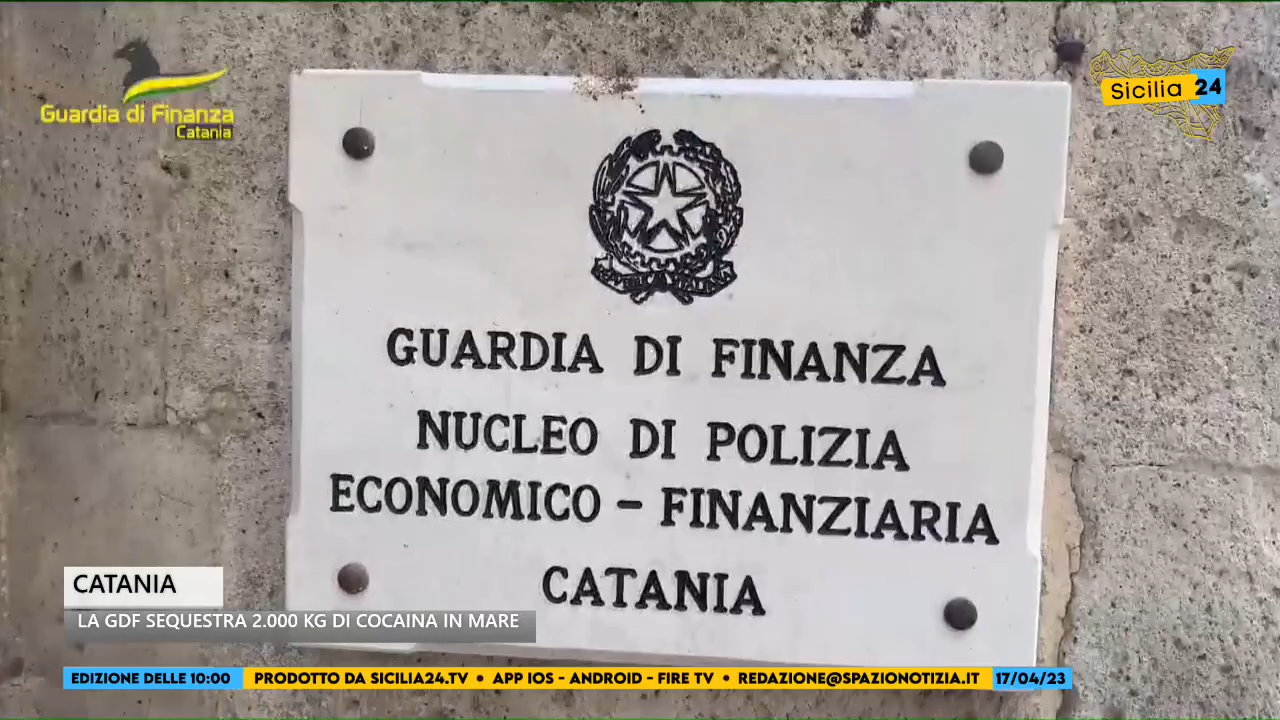 Guardia di Finanza
Catania
Sicilia 24
GUARDIA DI FINANZA
NUCLEO DI POLIZIA
ECONOMICO - FINANZIARIA
CATANIA
CATANIA
LA GDF SEQUESTRA 2.000 KG DI COCAINA IN MARE
EDIZIONE DELLE 10:00 PRODOTTO DA SICILIA24.TV • APP IOS - ANDROID - FIRE TV • REDAZIONE@SPAZIONOTIZIA.IT 17/04/23